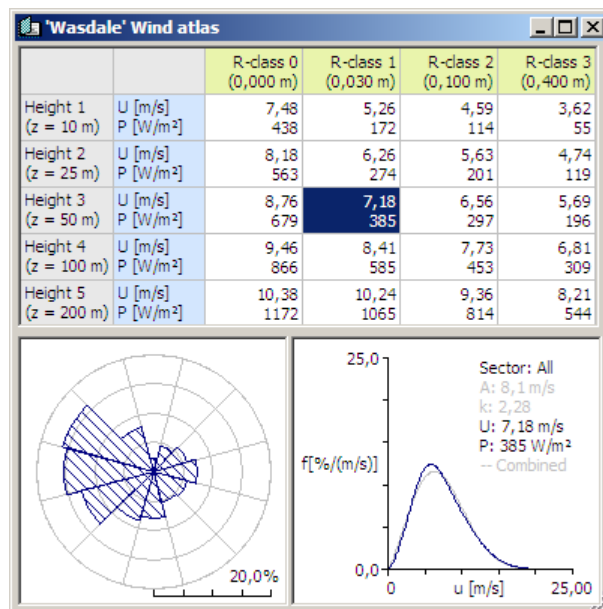 'Wasdale' Wind atlas
R-class 0 R-class 1 R-class 2 R-class 3
(0,000 m) (0,030 m) (0,100 m) (0,400 m)
Height 1 U [m/s] 7,48 5,26 4,59 3,62
(z = 10 m) P [W/m²] 438 172 114 55
Height 2 U [m/s] 8,18 6,26 5,63 4,74
(z = 25 m) P [W/m²] 563 274 201 119
Height 3 U [m/s] 8,76 7,18 6,56 5,69
(z = 50 m) P [W/m²] 679 385 297 196
Height 4 U [m/s] 9,46 8,41 7,73 6,81
(z = 100 m) P [W/m²] 866 585 453 309
Height 5 U [m/s] 10,38 10,24 9,36 8,21
(z = 200 m) P [W/m²] 1172 1065 814 544
20,0%
25,0
Sector: All
A: 8,1 m/s
k: 2,28
U: 7,18 m/s
P: 385 W/m²
-- Combined
f[%/(m/s)]
0,0
0 u [m/s] 25,00